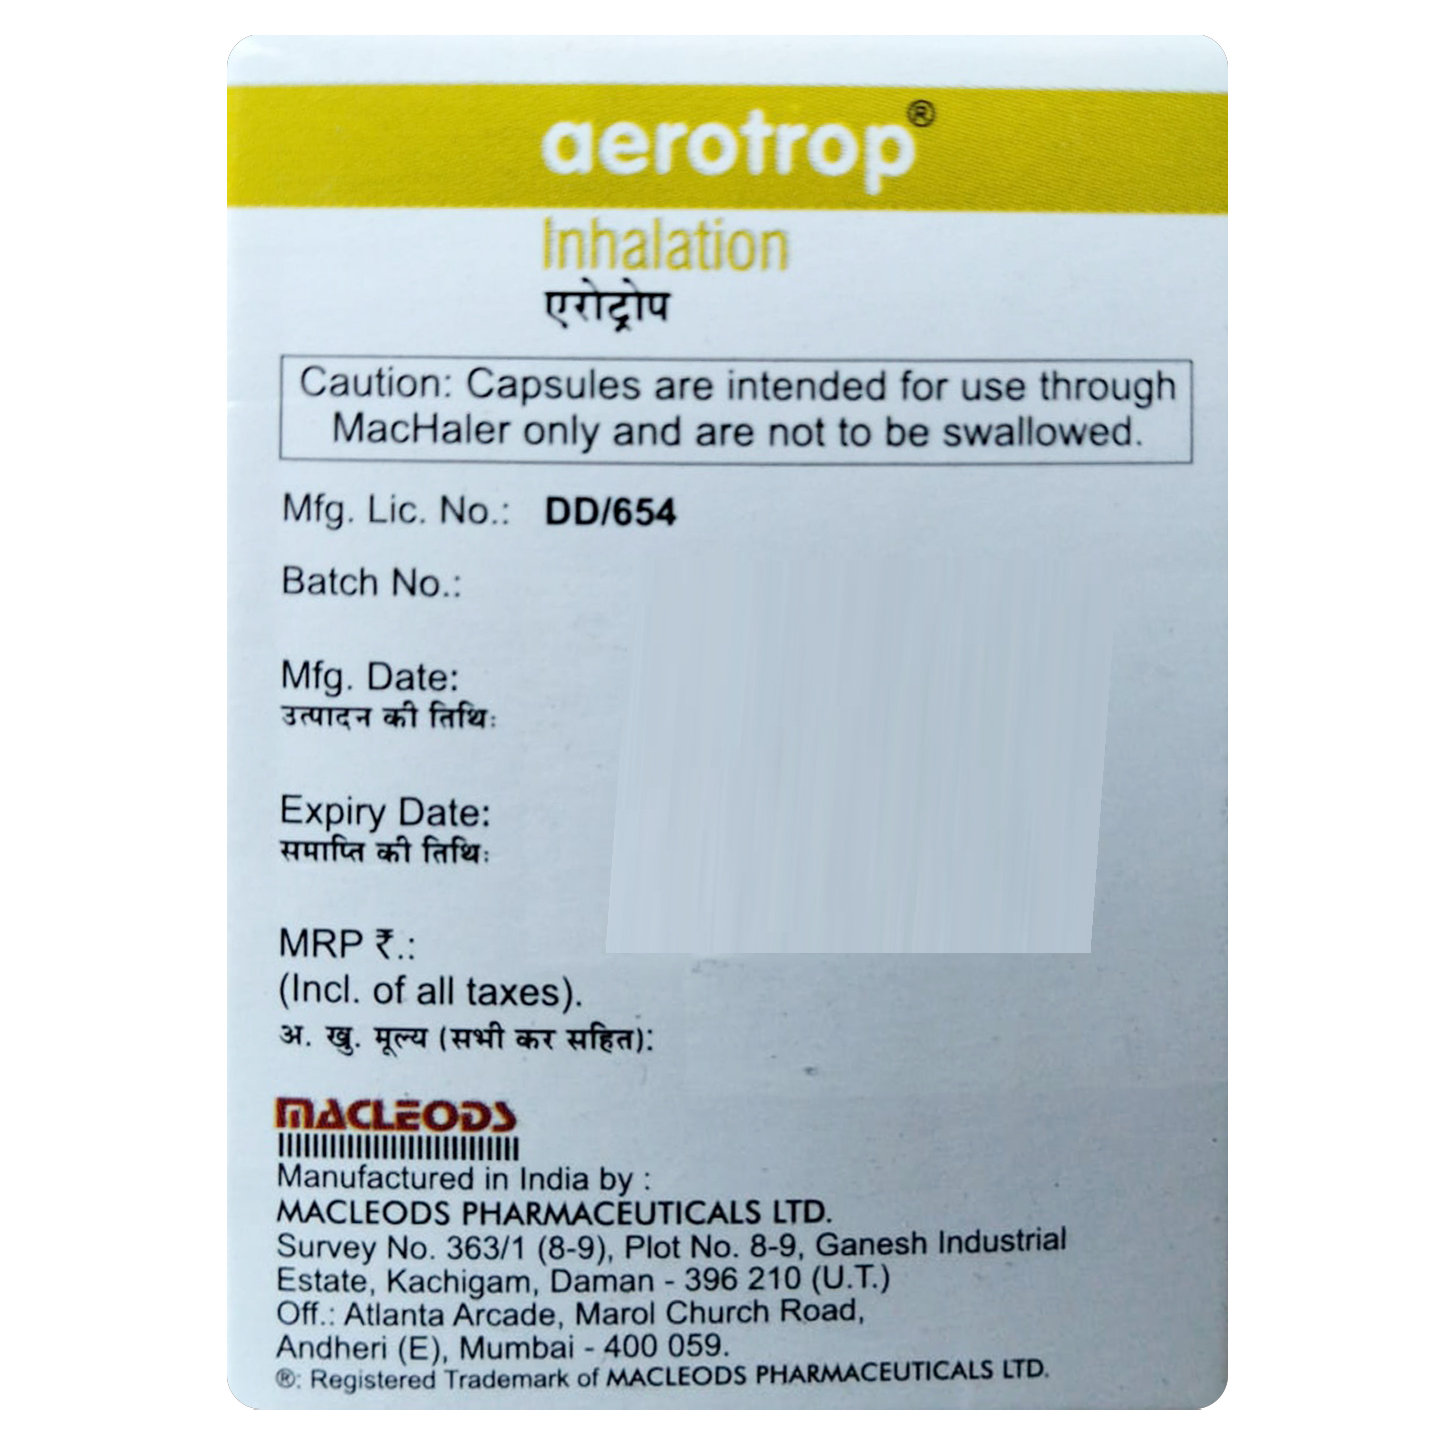 aerotrop®
Inhalation
एरोट्रोप
Caution: Capsules are intended for use through
MacHaler only and are not to be swallowed.
Mfg. Lic. No.: DD/654
Batch No.:
Mfg. Date:
उत्पादन की तिथिः
Expiry Date:
समाप्ति की तिथिः
MRP ₹.:
(Incl. of all taxes).
अ. खु. मूल्य (सभी कर सहित):
MACLEODS
Manufactured in India by :
MACLEODS PHARMACEUTICALS LTD.
Survey No. 363/1 (8-9), Plot No. 8-9, Ganesh Industrial
Estate, Kachigam, Daman - 396 210 (U.T.)
Off.: Atlanta Arcade, Marol Church Road,
Andheri (E), Mumbai - 400 059.
®: Registered Trademark of MACLEODS PHARMACEUTICALS LTD.